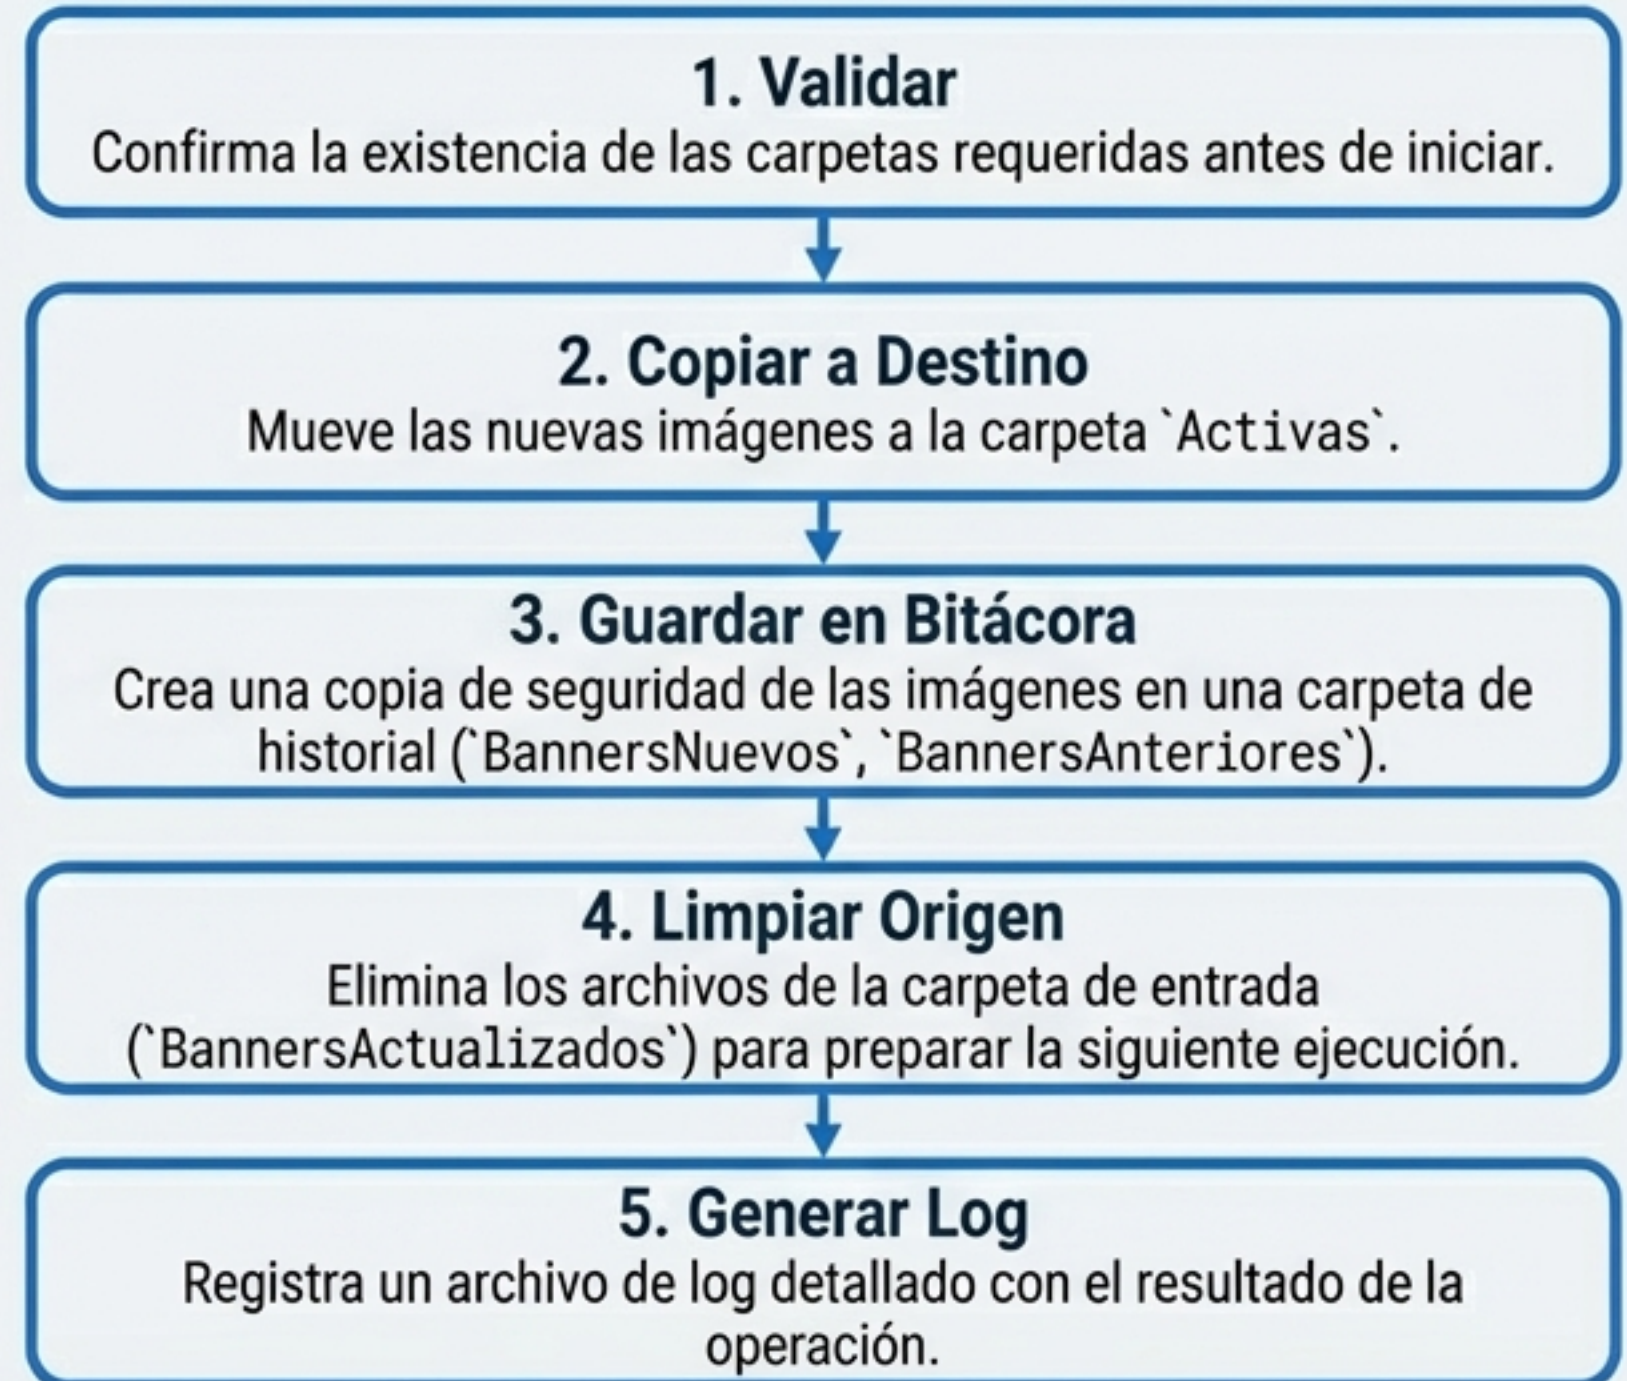 1. Validar
Confirma la existencia de las carpetas requeridas antes de iniciar.
2. Copiar a Destino
Mueve las nuevas imágenes a la carpeta `Activas`.
3. Guardar en Bitácora
Crea una copia de seguridad de las imágenes en una carpeta de
historial (`BannersNuevos`, `BannersAnteriores`).
4. Limpiar Origen
Elimina los archivos de la carpeta de entrada
(`BannersActualizados`) para preparar la siguiente ejecución.
5. Generar Log
Registra un archivo de log detallado con el resultado de la
operación.